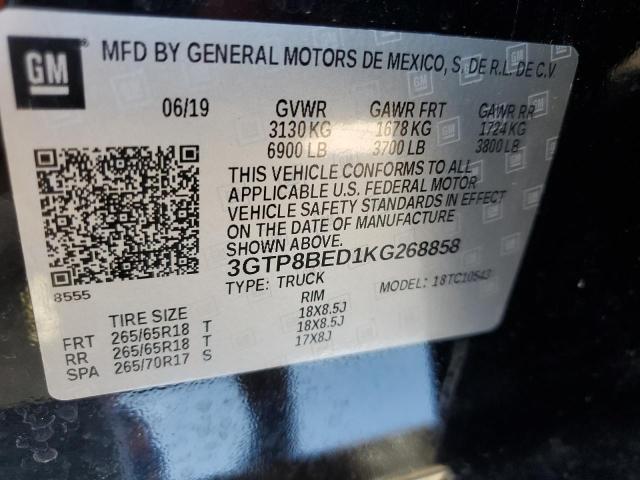 GM
MFD BY GENERAL MOTORS DE MEXICO, S. DE R.L. DE C.V
06/19 GVWR GAWR FRT GAWR RR
3130 KG 1678 KG 1724 KG
6900 LB 3700 LB 3800 LB
THIS VEHICLE CONFORMS TO ALL
APPLICABLE U.S. FEDERAL MOTOR
VEHICLE SAFETY STANDARDS IN EFFECT
ON THE DATE OF MANUFACTURE
SHOWN ABOVE.
3GTP8BED1KG268858
8555 TYPE: TRUCK MODEL: 18TC10543
TIRE SIZE RIM
FRT 265/65R18 T 18X8.5J
RR 265/65R18 T 18X8.5J
SPA 265/70R17 S 17X8J